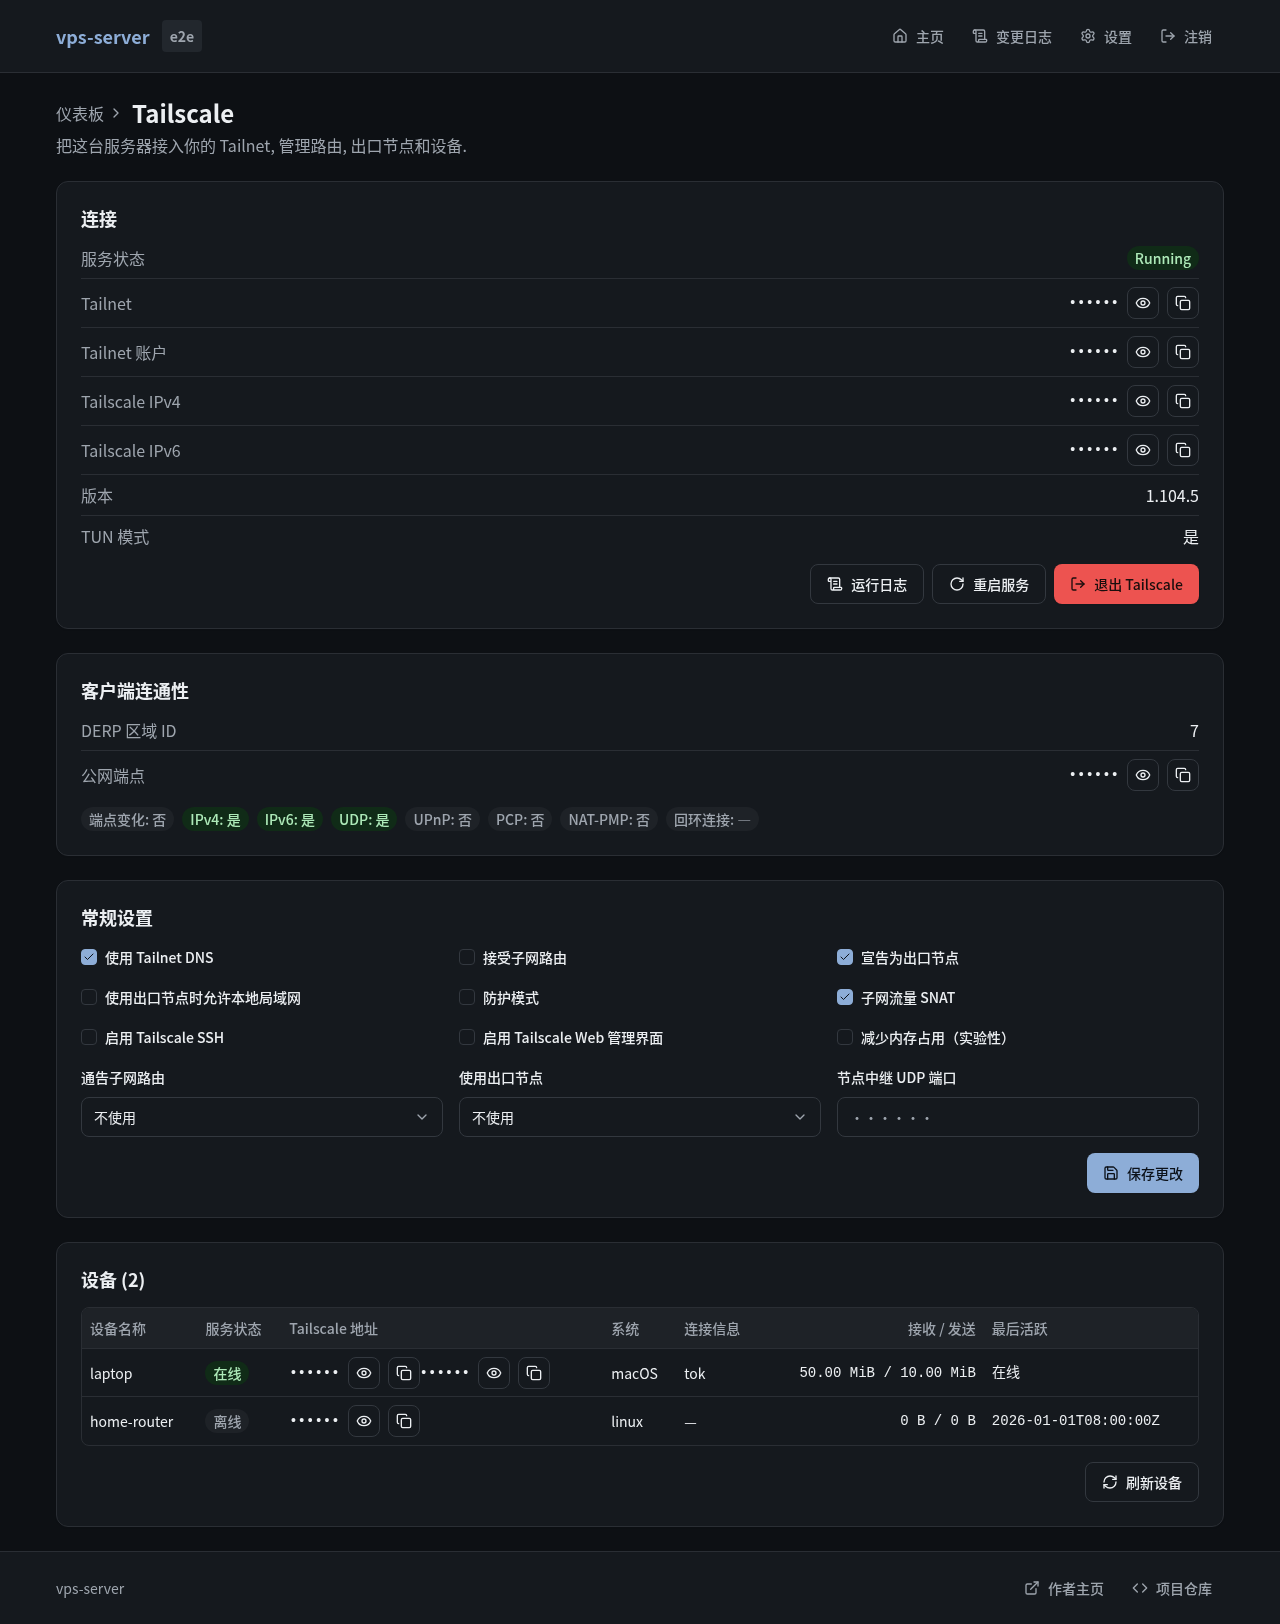 vps-server e2e 主页 变更日志 设置 注销
仪表板 Tailscale
把这台服务器接入你的 Tailnet, 管理路由, 出口节点和设备.
连接
服务状态 Running
Tailnet ••••••
Tailnet 账户 ••••••
Tailscale IPv4 ••••••
Tailscale IPv6 ••••••
版本 1.104.5
TUN 模式 是
运行日志 重启服务 退出 Tailscale
客户端连通性
DERP 区域 ID 7
公网端点 ••••••
端点变化: 否 IPv4: 是 IPv6: 是 UDP: 是 UPnP: 否 PCP: 否 NAT-PMP: 否 回环连接: —
常规设置
使用 Tailnet DNS 接受子网路由 宣告为出口节点
使用出口节点时允许本地局域网 防护模式 子网流量 SNAT
启用 Tailscale SSH 启用 Tailscale Web 管理界面 减少内存占用（实验性）
通告子网路由 使用出口节点 节点中继 UDP 端口
不使用 不使用 ••••••
保存更改
设备 (2)
设备名称 服务状态 Tailscale 地址 系统 连接信息 接收 / 发送 最后活跃
laptop 在线 •••••• •••••• macOS tok 50.00 MiB / 10.00 MiB 在线
home-router 离线 •••••• linux — 0 B / 0 B 2026-01-01T08:00:00Z
刷新设备
vps-server 作者主页 项目仓库